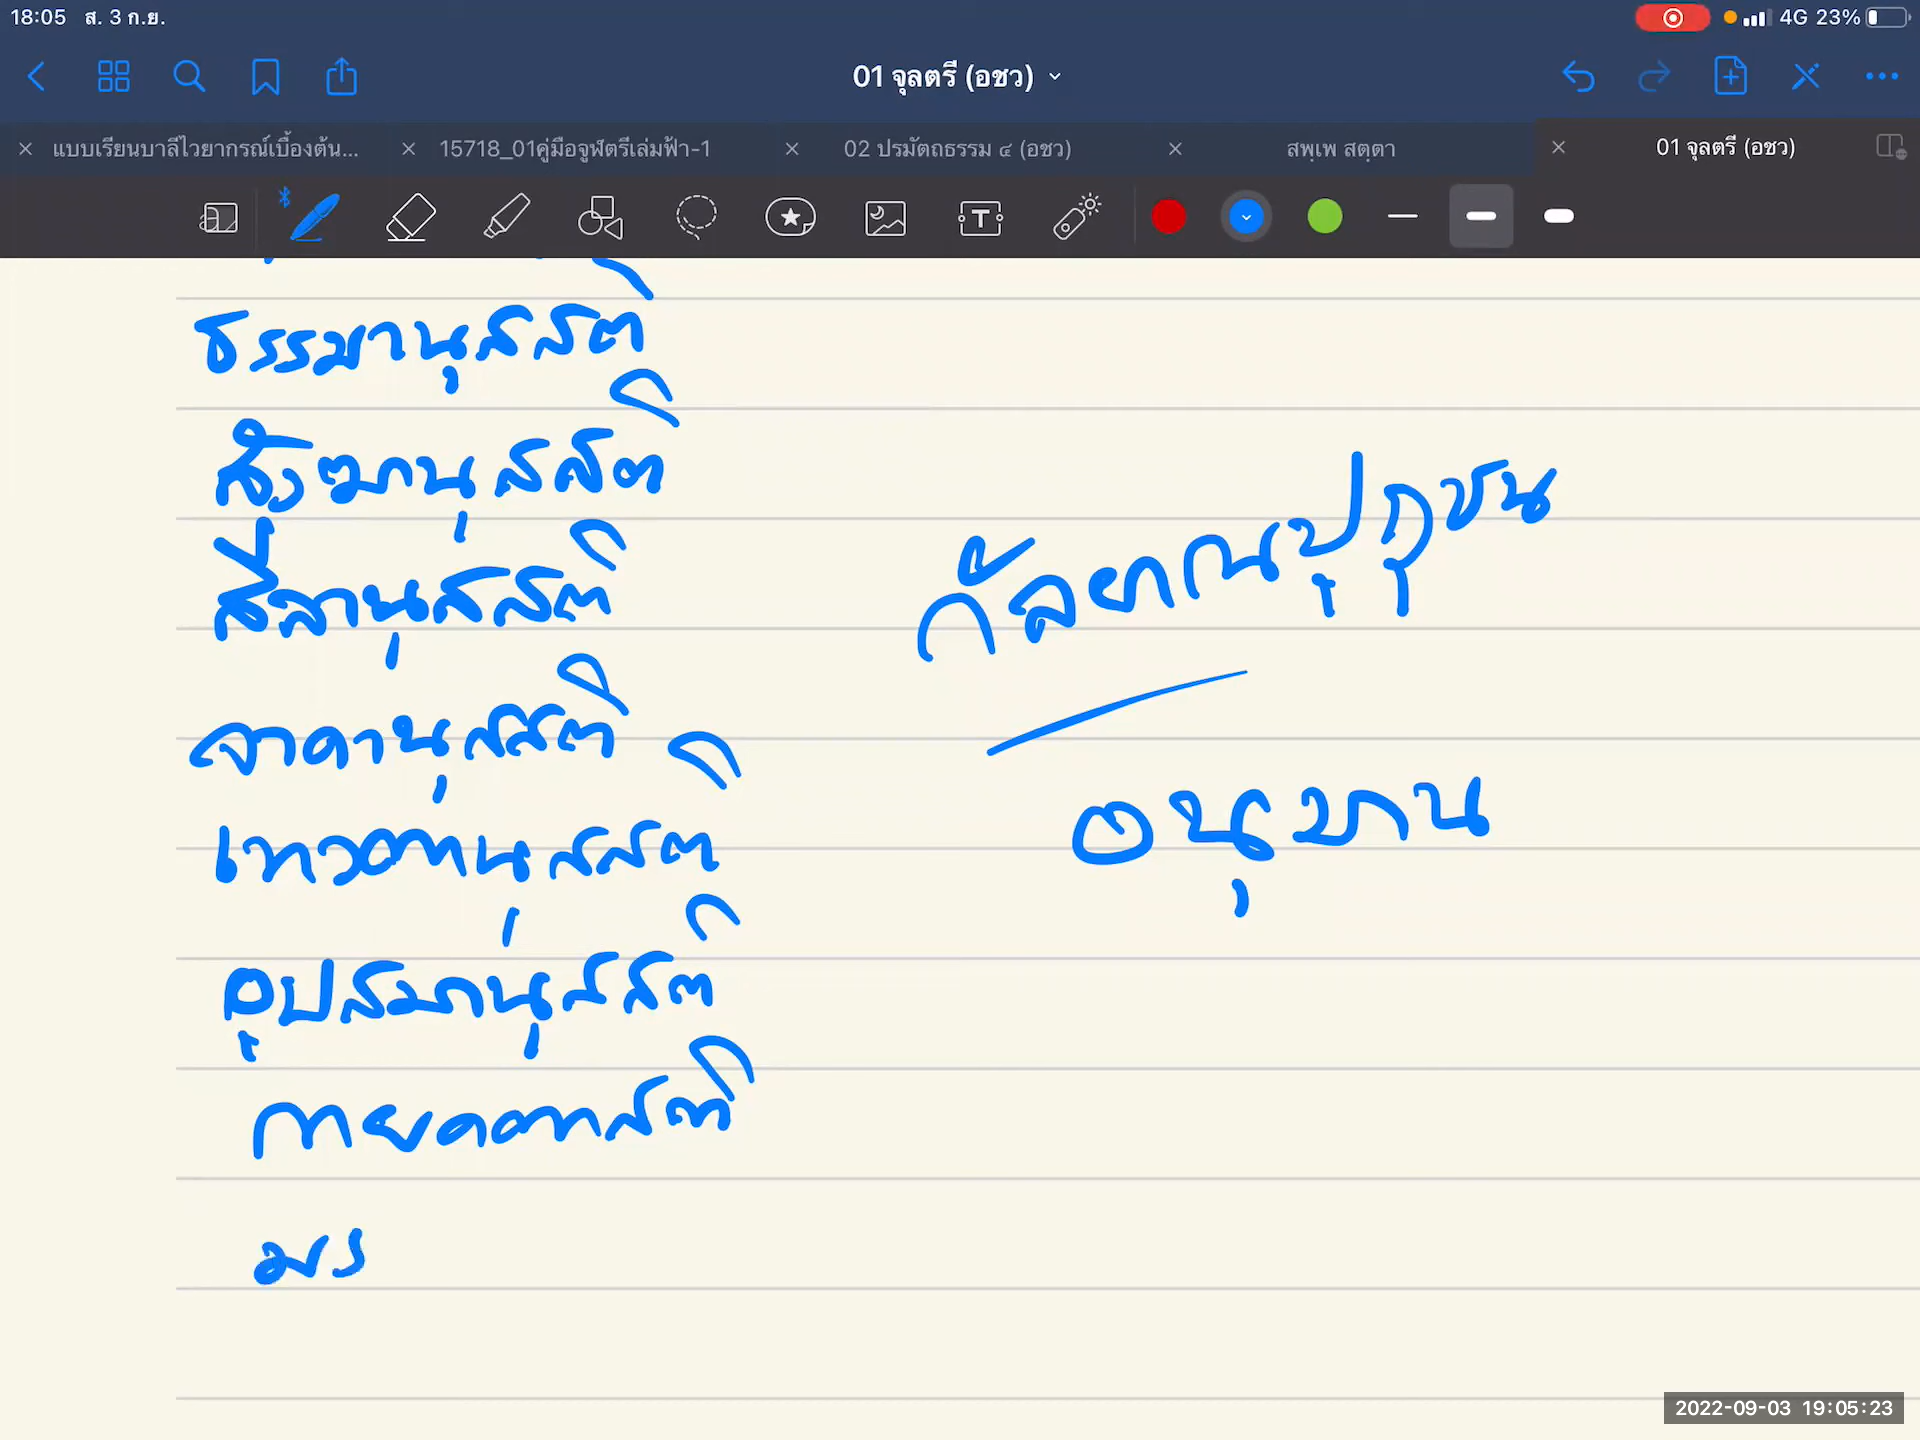 18:05 ส. 3 ก.ย.
4G 23%
01 จุลตรี (อชว)
แบบเรียนบาลีไวยากรณ์เบื้องต้น...
15718_01คู่มือจูฬตรีเล่มฟ้า-1
02 ปรมัตถธรรม ๔ (อชว)
สพฺเพ สตฺตา
01 จุลตรี (อชว)
ธรรมานุสสติ
สังฆานุสสติ
สีลานุสสติ
จาคานุสสติ
เทวตานุสสติ
อุปสมานุสสติ
กายคตาสติ
มร
กัลยาณปุถุชน
อนุมาน
2022-09-03 19:05:23